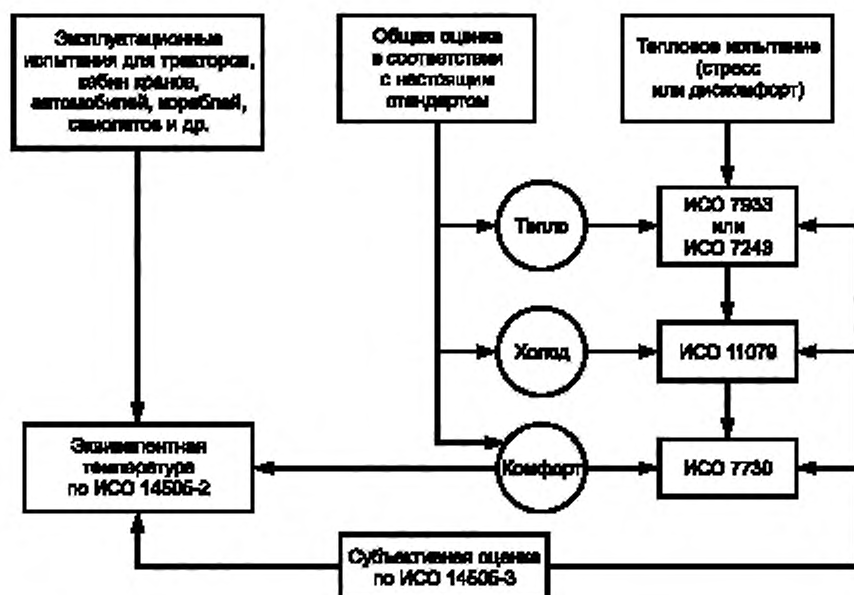 Эксплуатационные
испытания для тракторов,
кабин кранов,
автомобилей, кораблей,
самолетов и др.
Общая оценка
в соответствии
с настоящим
стандартом
Тепловое испытание
(стресс
или дискомфорт)
Тепло
ИСО 7933
или
ИСО 7243
Холод
ИСО 11079
Эквивалентная
температура
по ИСО 14505-2
Комфорт
ИСО 7730
Субъективная оценка
по ИСО 14505-3